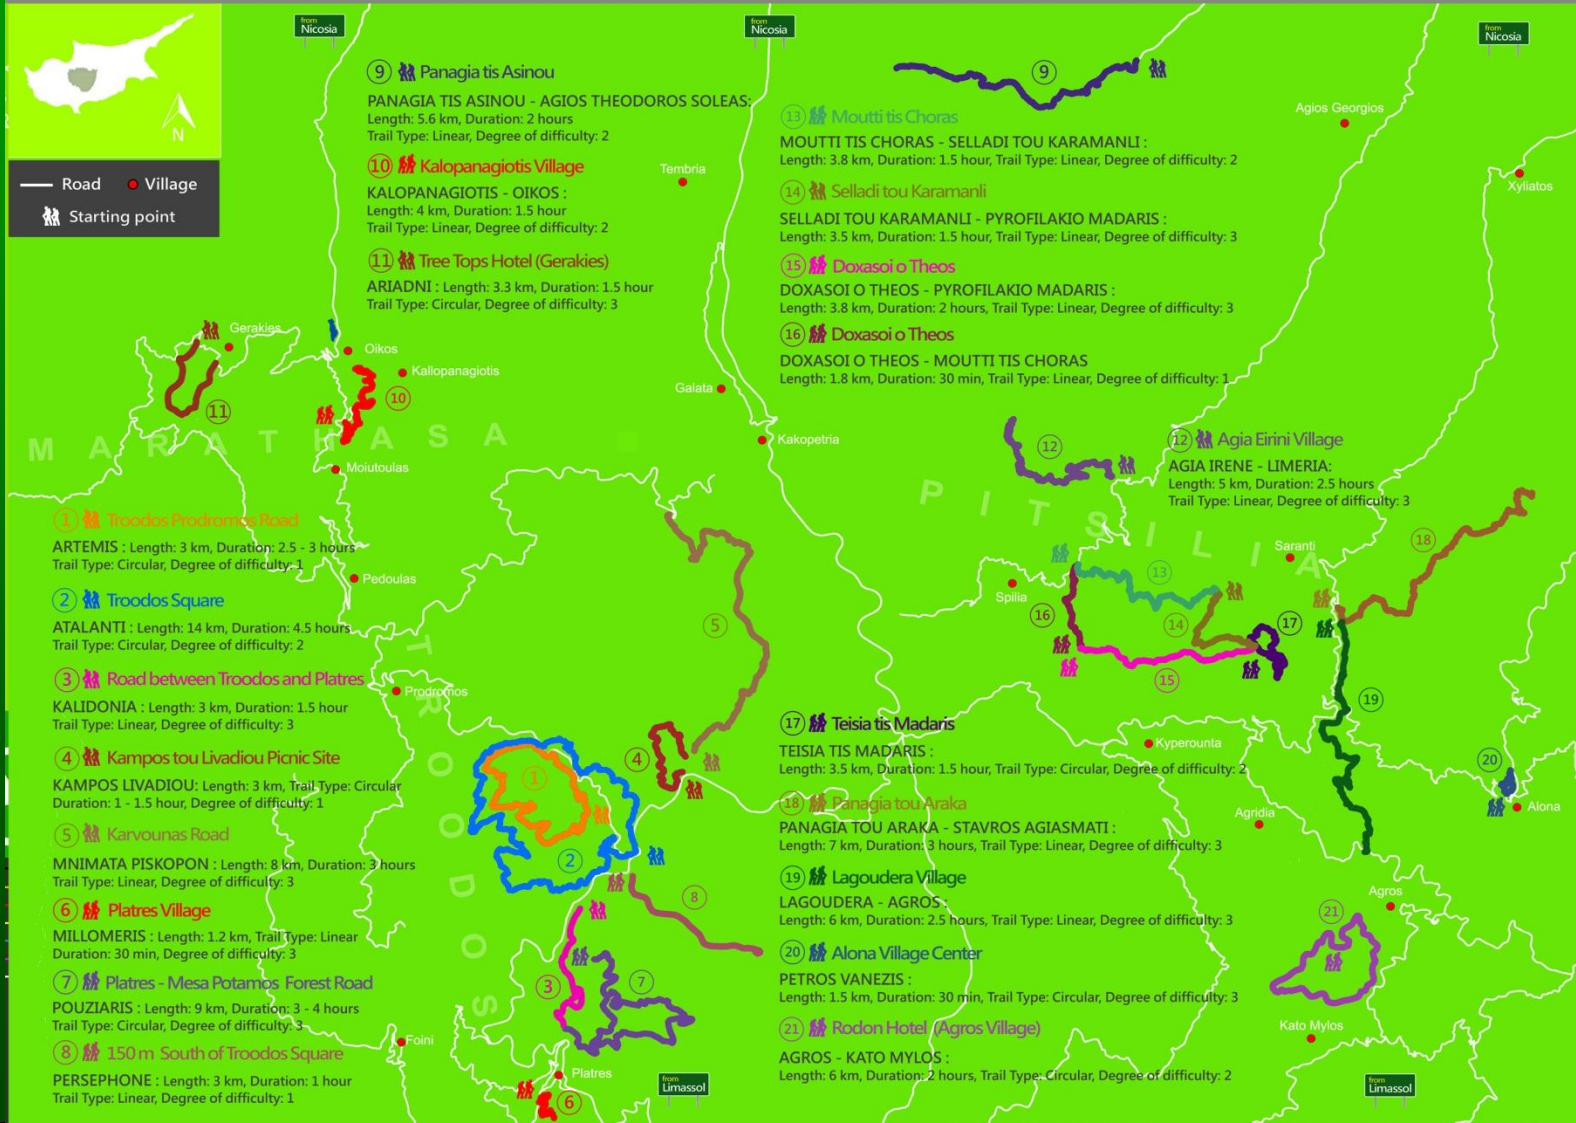 from
Nicosia
from
Nicosia
from
Nicosia
N
Road
Village
Starting point
9 Panagia tis Asinou
PANAGIA TIS ASINOU - AGIOS THEODOROS SOLEAS:
Length: 5.6 km, Duration: 2 hours
Trail Type: Linear, Degree of difficulty: 2
10 Kalopanagiotis Village
KALOPANAGIOTIS - OIKOS :
Length: 4 km, Duration: 1.5 hour
Trail Type: Linear, Degree of difficulty: 2
11 Tree Tops Hotel (Gerakies)
ARIADNI : Length: 3.3 km, Duration: 1.5 hour
Trail Type: Circular, Degree of difficulty: 3
9
13 Moutti tis Choras
MOUTTI TIS CHORAS - SELLADI TOU KARAMANLI :
Length: 3.8 km, Duration: 1.5 hour, Trail Type: Linear, Degree of difficulty: 2
14 Selladi tou Karamanli
SELLADI TOU KARAMANLI - PYROFILAKIO MADARIS :
Length: 3.5 km, Duration: 1.5 hour, Trail Type: Linear, Degree of difficulty: 3
15 Doxasoi o Theos
DOXASOI O THEOS - PYROFILAKIO MADARIS :
Length: 3.8 km, Duration: 2 hours, Trail Type: Linear, Degree of difficulty: 3
16 Doxasoi o Theos
DOXASOI O THEOS - MOUTTI TIS CHORAS
Length: 1.8 km, Duration: 30 min, Trail Type: Linear, Degree of difficulty: 1
Agios Georgios
Xyliatos
Tembria
Gerakies
Oikos
Kallopanagiotis
10
11
Galata
Kakopetria
MARATHASA
Moiutoulas
12
12 Agia Eirini Village
AGIA IRENE - LIMERIA:
Length: 5 km, Duration: 2.5 hours
Trail Type: Linear, Degree of difficulty: 3
PITSILIA
1 Troodos Prodromos Road
ARTEMIS : Length: 3 km, Duration: 2.5 - 3 hours
Trail Type: Circular, Degree of difficulty: 1
2 Troodos Square
ATALANTI : Length: 14 km, Duration: 4.5 hours
Trail Type: Circular, Degree of difficulty: 2
3 Road between Troodos and Platres
KALIDONIA : Length: 3 km, Duration: 1.5 hour
Trail Type: Linear, Degree of difficulty: 3
4 Kampos tou Livadiou Picnic Site
KAMPOS LIVADIOU: Length: 3 km, Trail Type: Circular
Duration: 1 - 1.5 hour, Degree of difficulty: 1
5 Karvounas Road
MNIMATA PISKOPON : Length: 8 km, Duration: 3 hours
Trail Type: Linear, Degree of difficulty: 3
6 Platres Village
MILLOMERIS : Length: 1.2 km, Trail Type: Linear
Duration: 30 min, Degree of difficulty: 3
7 Platres - Mesa Potamos Forest Road
POUZIARIS : Length: 9 km, Duration: 3 - 4 hours
Trail Type: Circular, Degree of difficulty: 3
8 150 m South of Troodos Square
PERSEPHONE : Length: 3 km, Duration: 1 hour
Trail Type: Linear, Degree of difficulty: 1
Pedoulas
TROODOS
Prodromos
5
4
1
2
8
3
7
Foini
Platres
6
from
Limassol
18
Saranti
13
Spilia
16
14
17
15
19
17 Teisia tis Madaris
TEISIA TIS MADARIS :
Length: 3.5 km, Duration: 1.5 hour, Trail Type: Circular, Degree of difficulty: 2
18 Panagia tou Araka
PANAGIA TOU ARAKA - STAVROS AGIASMATI :
Length: 7 km, Duration: 3 hours, Trail Type: Linear, Degree of difficulty: 3
19 Lagoudera Village
LAGOUDERA - AGROS :
Length: 6 km, Duration: 2.5 hours, Trail Type: Linear, Degree of difficulty: 3
20 Alona Village Center
PETROS VANEZIS :
Length: 1.5 km, Duration: 30 min, Trail Type: Circular, Degree of difficulty: 3
21 Rodon Hotel (Agros Village)
AGROS - KATO MYLOS :
Length: 6 km, Duration: 2 hours, Trail Type: Circular, Degree of difficulty: 2
Kyperounta
20
Alona
Agridia
Agros
21
Kato Mylos
from
Limassol